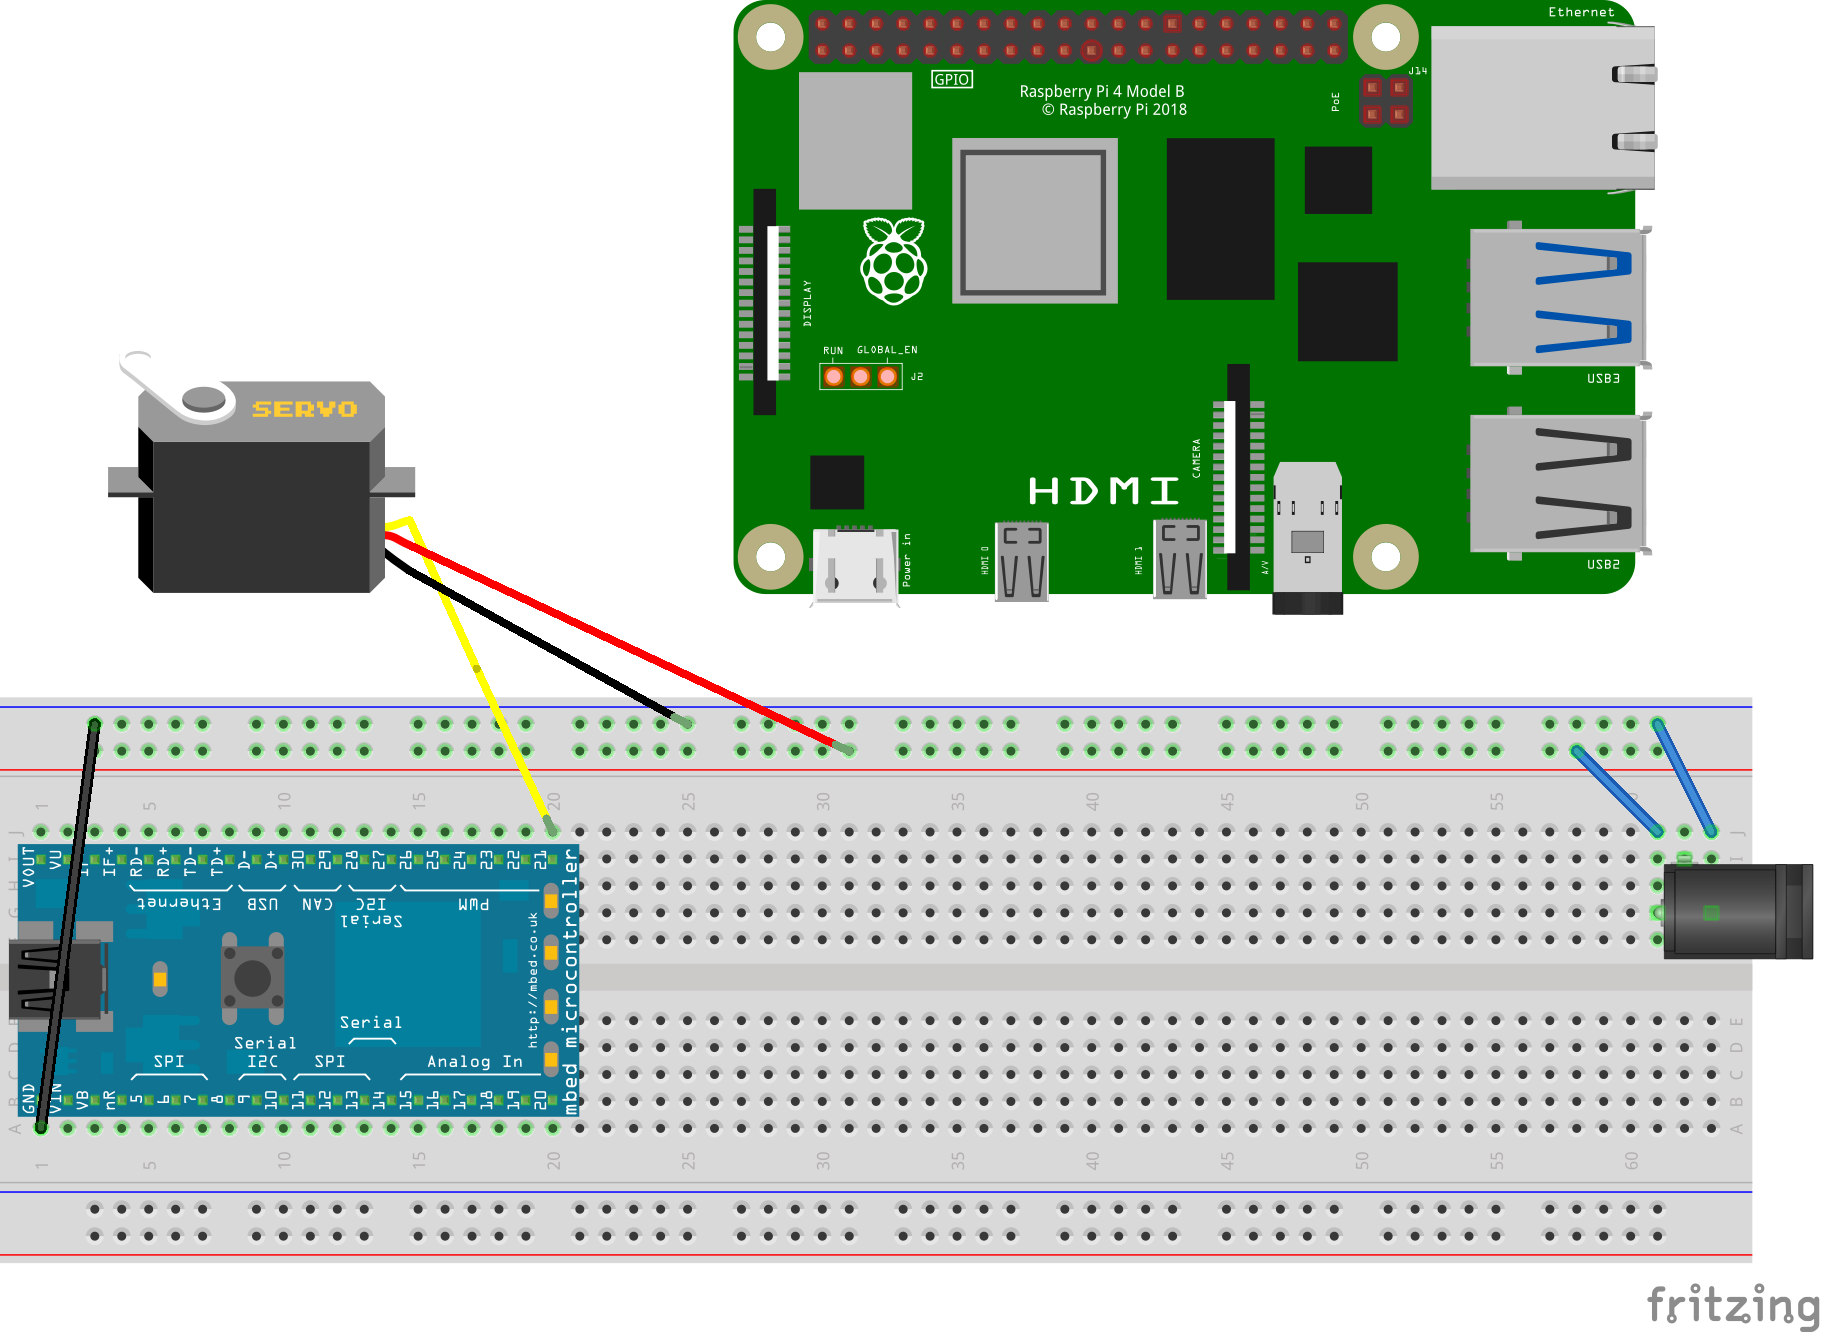 Ethernet
GPIO
J14
Raspberry Pi 4 Model B
© Raspberry Pi 2018
PoE
DISPLAY
RUN GLOBAL_EN
J2
USB3
SERVO
CAMERA
HDMI
Power in
HDMI 0
HDMI 1
A/V
USB2
1 5 10 15 20 25 30 35 40 45 50 55
J J
VOUT VU IF+ RD- RD+ TD- TD+ D- D+ 30 29 28 27 26 25 24 23 22 21
I
H
G
F
Ethernet USB CAN I2C PWM
Serial
http://mbed.co.uk
mbed microcontroller
Serial
Serial
SPI I2C SPI Analog In
E
D D
C C
B B
GND VIN VB nR 5 6 7 8 9 10 11 12 13 14 15 16 17 18 19 20
A A
1 5 10 15 20 25 30 35 40 45 50 55 60
fritzing